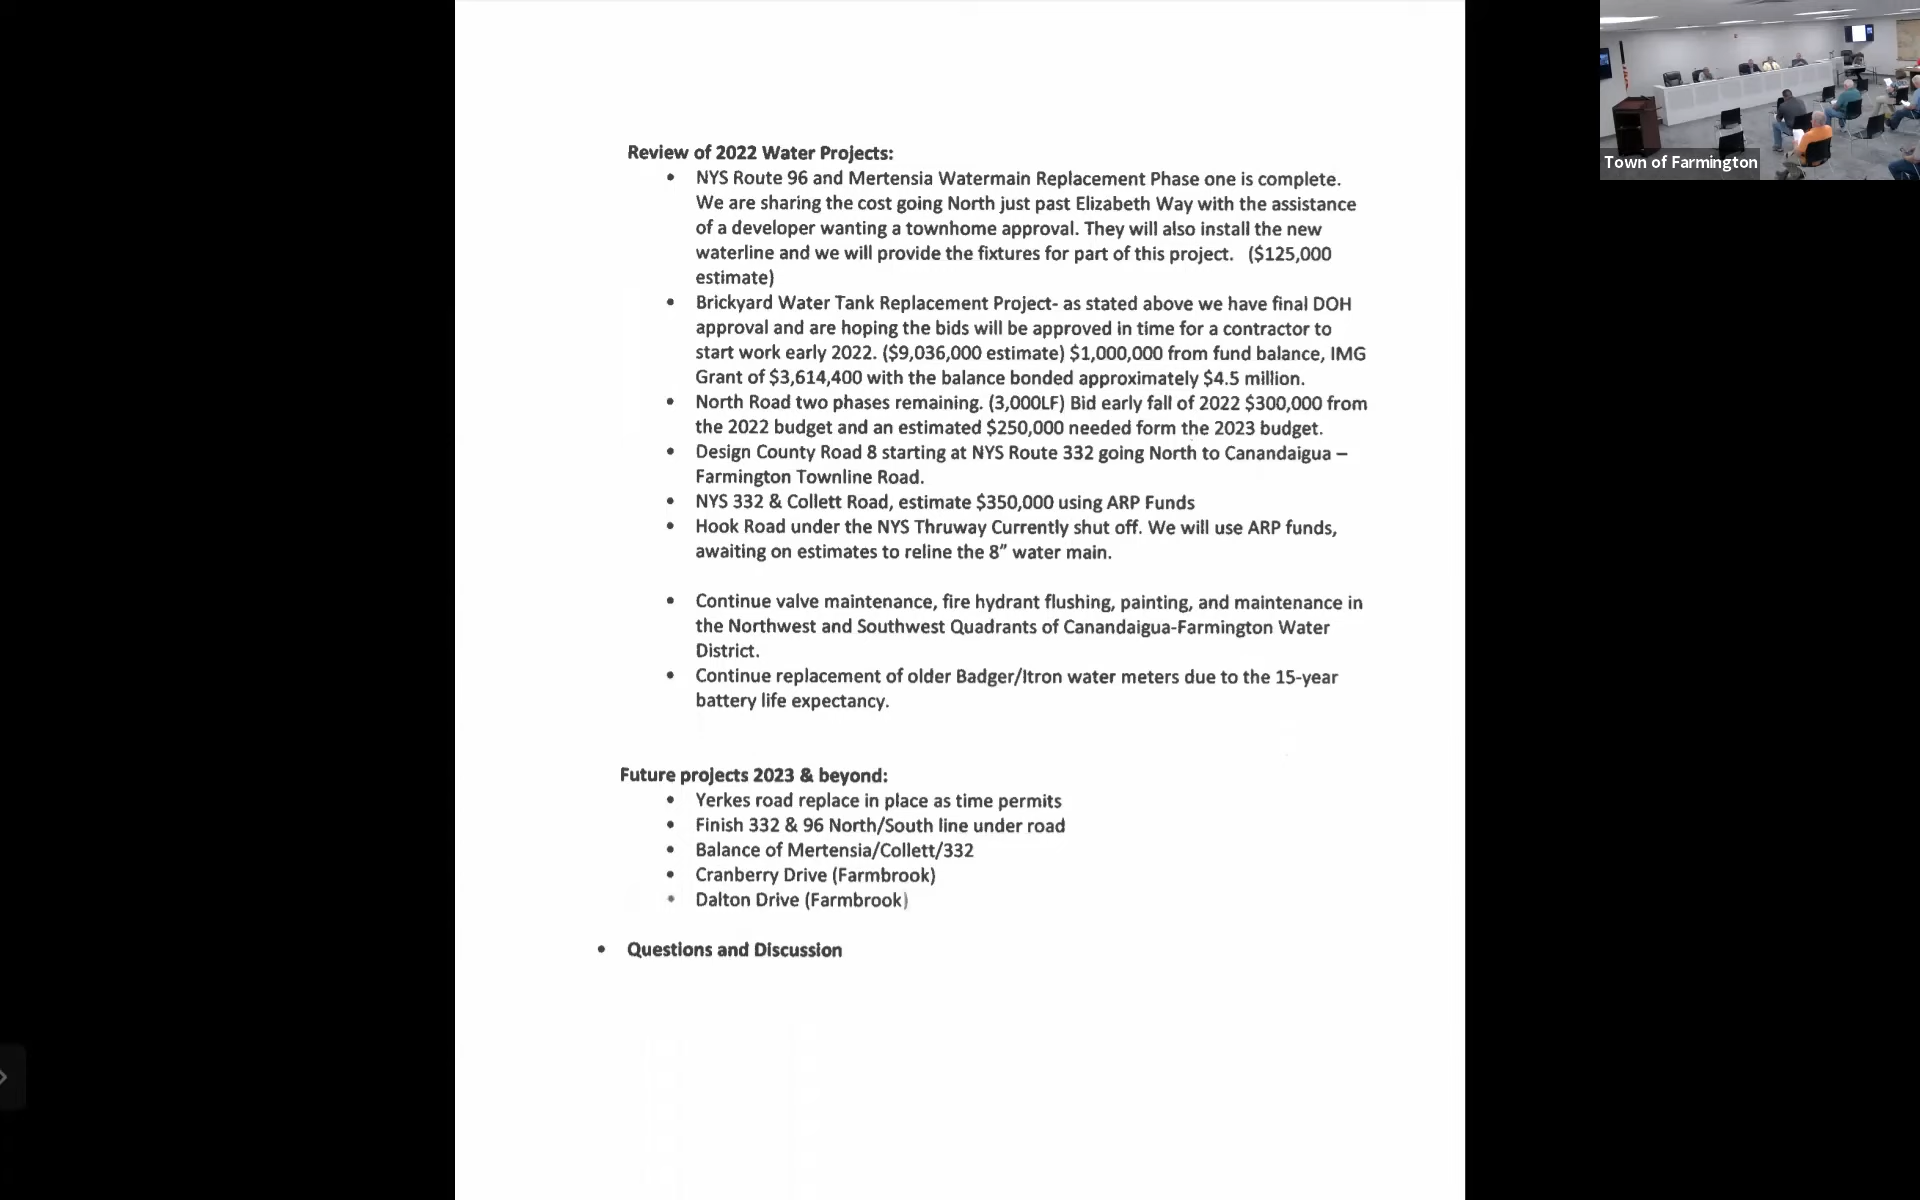 Review of 2022 Water Projects:
• NYS Route 96 and Mertensia Watermain Replacement Phase one is complete.
We are sharing the cost going North just past Elizabeth Way with the assistance
of a developer wanting a townhome approval. They will also install the new
waterline and we will provide the fixtures for part of this project. ($125,000
estimate)
• Brickyard Water Tank Replacement Project- as stated above we have final DOH
approval and are hoping the bids will be approved in time for a contractor to
start work early 2022. ($9,036,000 estimate) $1,000,000 from fund balance, IMG
Grant of $3,614,400 with the balance bonded approximately $4.5 million.
• North Road two phases remaining. (3,000LF) Bid early fall of 2022 $300,000 from
the 2022 budget and an estimated $250,000 needed form the 2023 budget.
• Design County Road 8 starting at NYS Route 332 going North to Canandaigua –
Farmington Townline Road.
• NYS 332 & Collett Road, estimate $350,000 using ARP Funds
• Hook Road under the NYS Thruway Currently shut off. We will use ARP funds,
awaiting on estimates to reline the 8" water main.
• Continue valve maintenance, fire hydrant flushing, painting, and maintenance in
the Northwest and Southwest Quadrants of Canandaigua-Farmington Water
District.
• Continue replacement of older Badger/Itron water meters due to the 15-year
battery life expectancy.
Future projects 2023 & beyond:
• Yerkes road replace in place as time permits
• Finish 332 & 96 North/South line under road
• Balance of Mertensia/Collett/332
• Cranberry Drive (Farmbrook)
• Dalton Drive (Farmbrook)
• Questions and Discussion
Town of Farmington